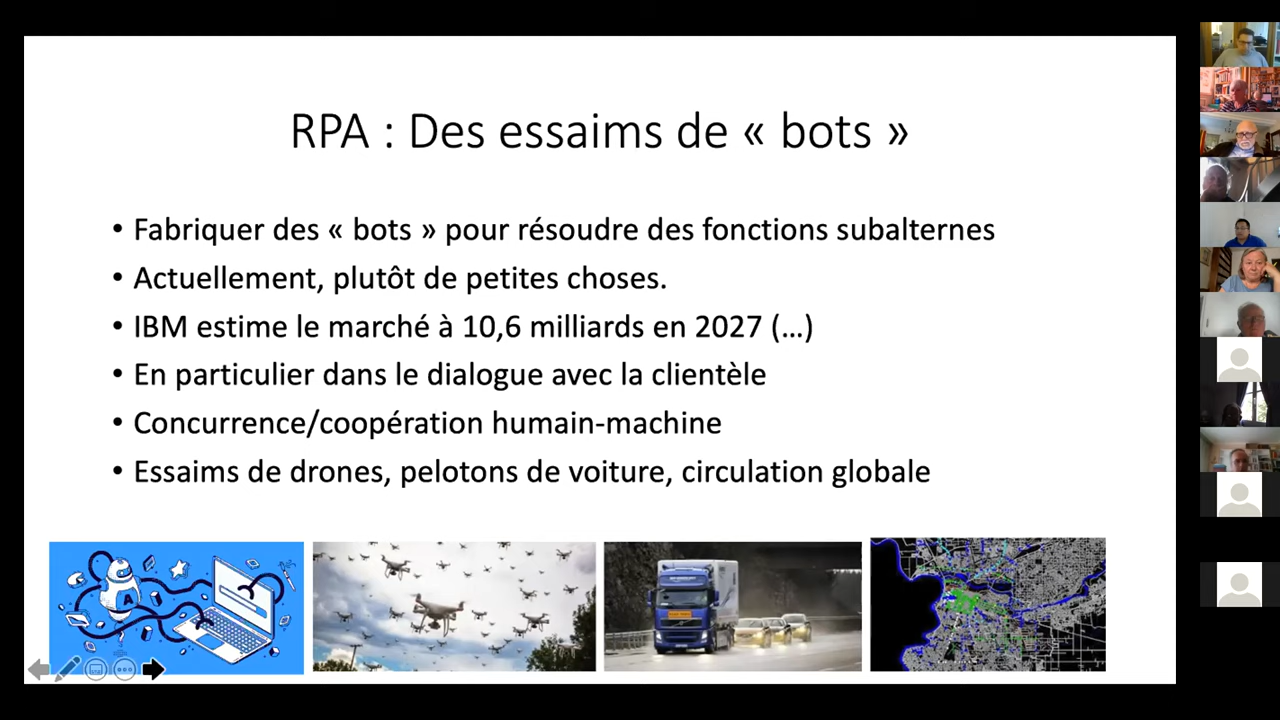 RPA : Des essaims de « bots »
• Fabriquer des « bots » pour résoudre des fonctions subalternes
• Actuellement, plutôt de petites choses.
• IBM estime le marché à 10,6 milliards en 2027 (…)
• En particulier dans le dialogue avec la clientèle
• Concurrence/coopération humain-machine
• Essaims de drones, pelotons de voiture, circulation globale